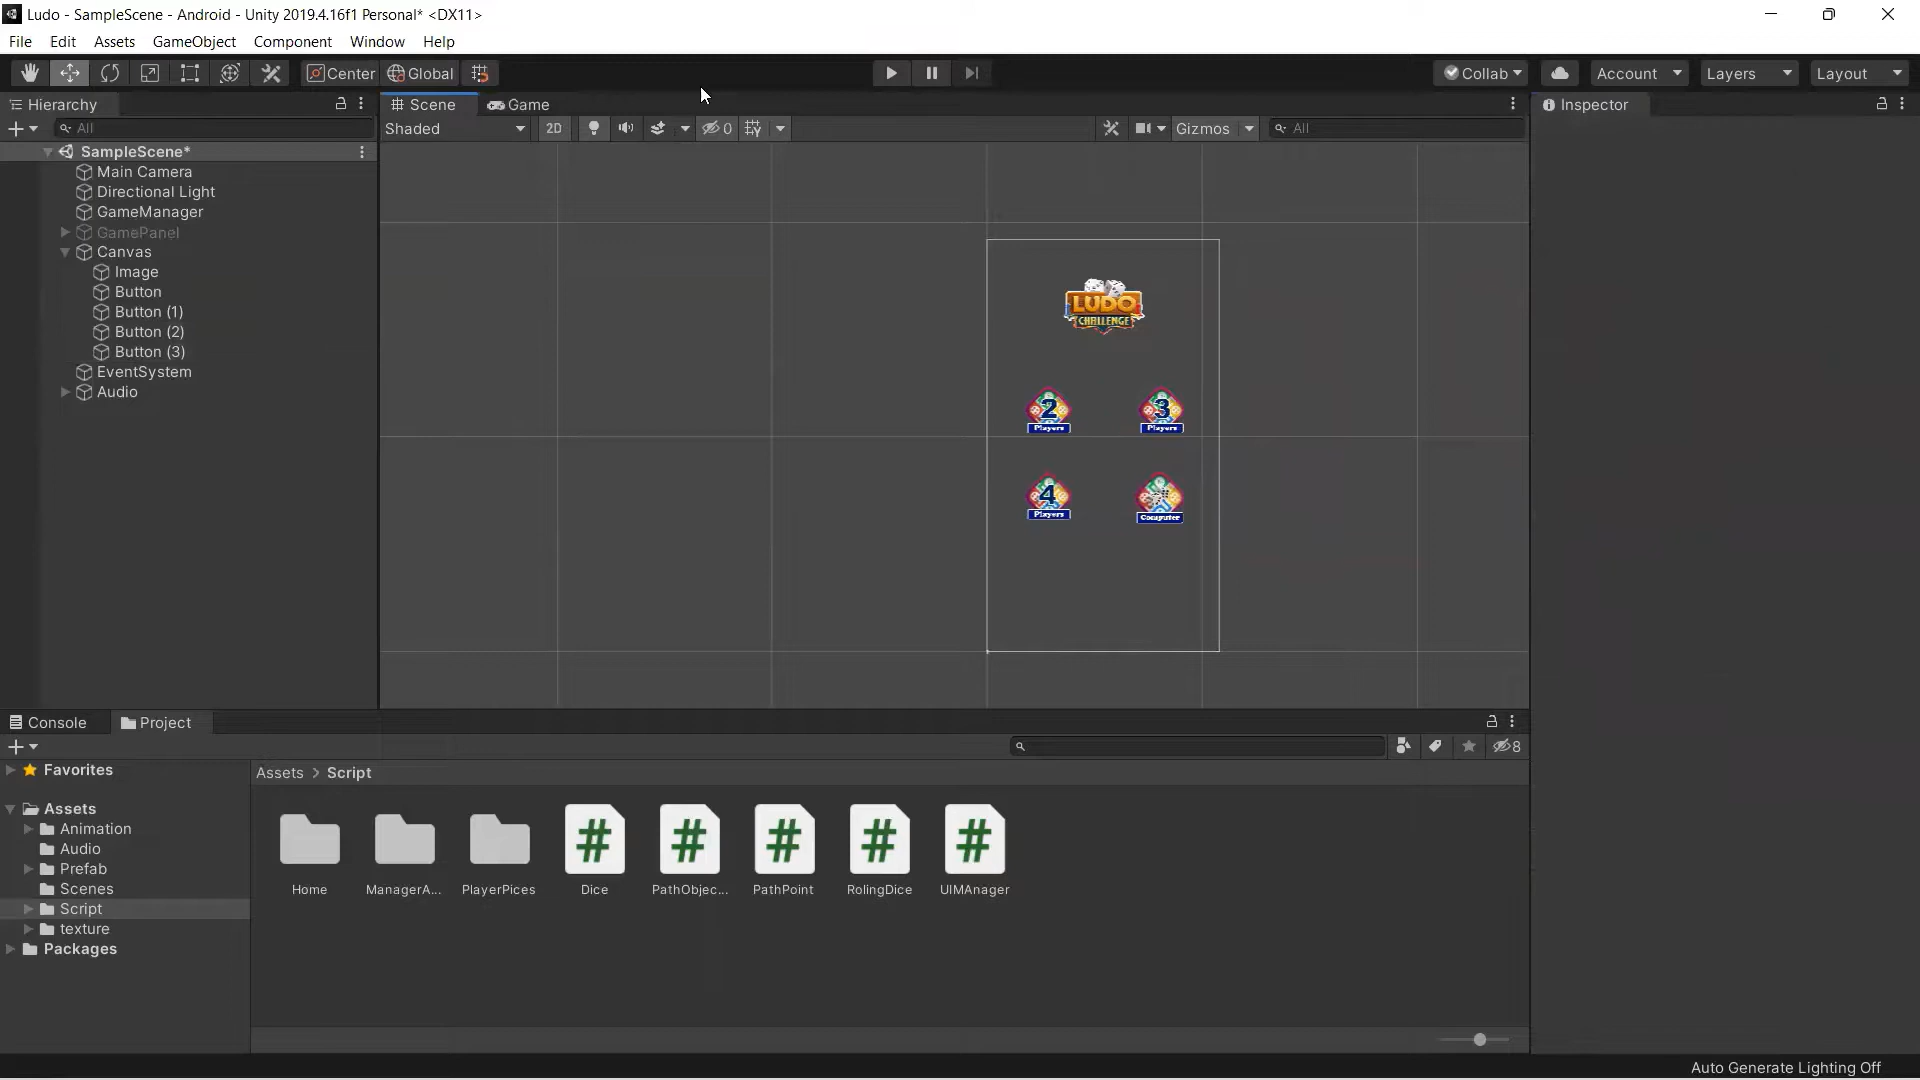 Ludo - SampleScene - Android - Unity 2019.4.16f1 Personal* <DX11>
File Edit Assets GameObject Component Window Help
Center Global Collab Account Layers Layout
Hierarchy
All
SampleScene*
Main Camera
Directional Light
GameManager
GamePanel
Canvas
Image
Button
Button (1)
Button (2)
Button (3)
EventSystem
Audio
Scene Game
Shaded 2D 0 Gizmos All
LUDO
CHALLENGE
2
Players
3
Players
4
Players
Computer
Inspector
Console Project
8
Favorites
Assets
Animation
Audio
Prefab
Scenes
Script
texture
Packages
Assets > Script
Home ManagerA... PlayerPices Dice PathObjec... PathPoint RolingDice UIMAnager
Auto Generate Lighting Off